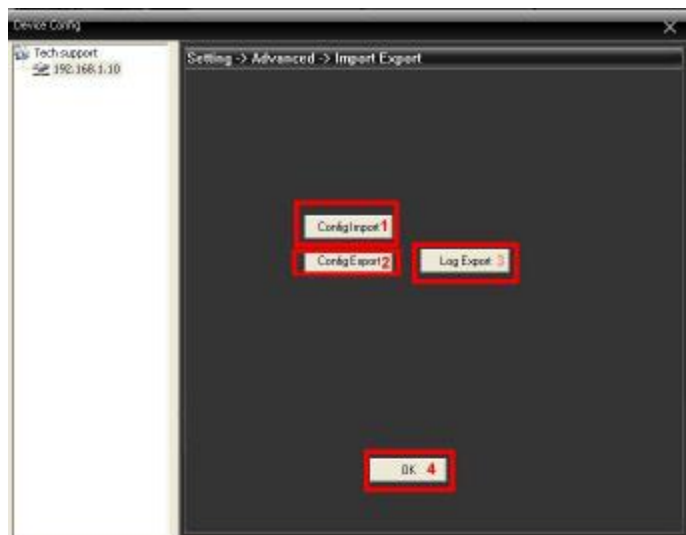 Device Config
Tech-support
192.168.1.10
Setting -> Advanced -> Import Export
Config Import 1
Config Export 2
Log Export 3
OK 4